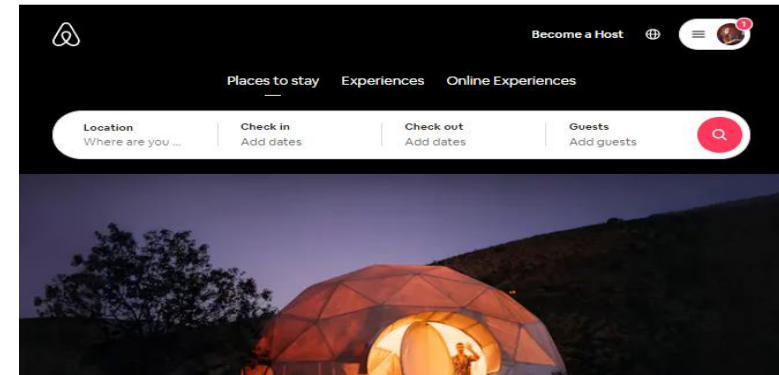 Become a Host
1
Places to stay Experiences Online Experiences
Location Check in Check out Guests
Where are you ... Add dates Add dates Add guests